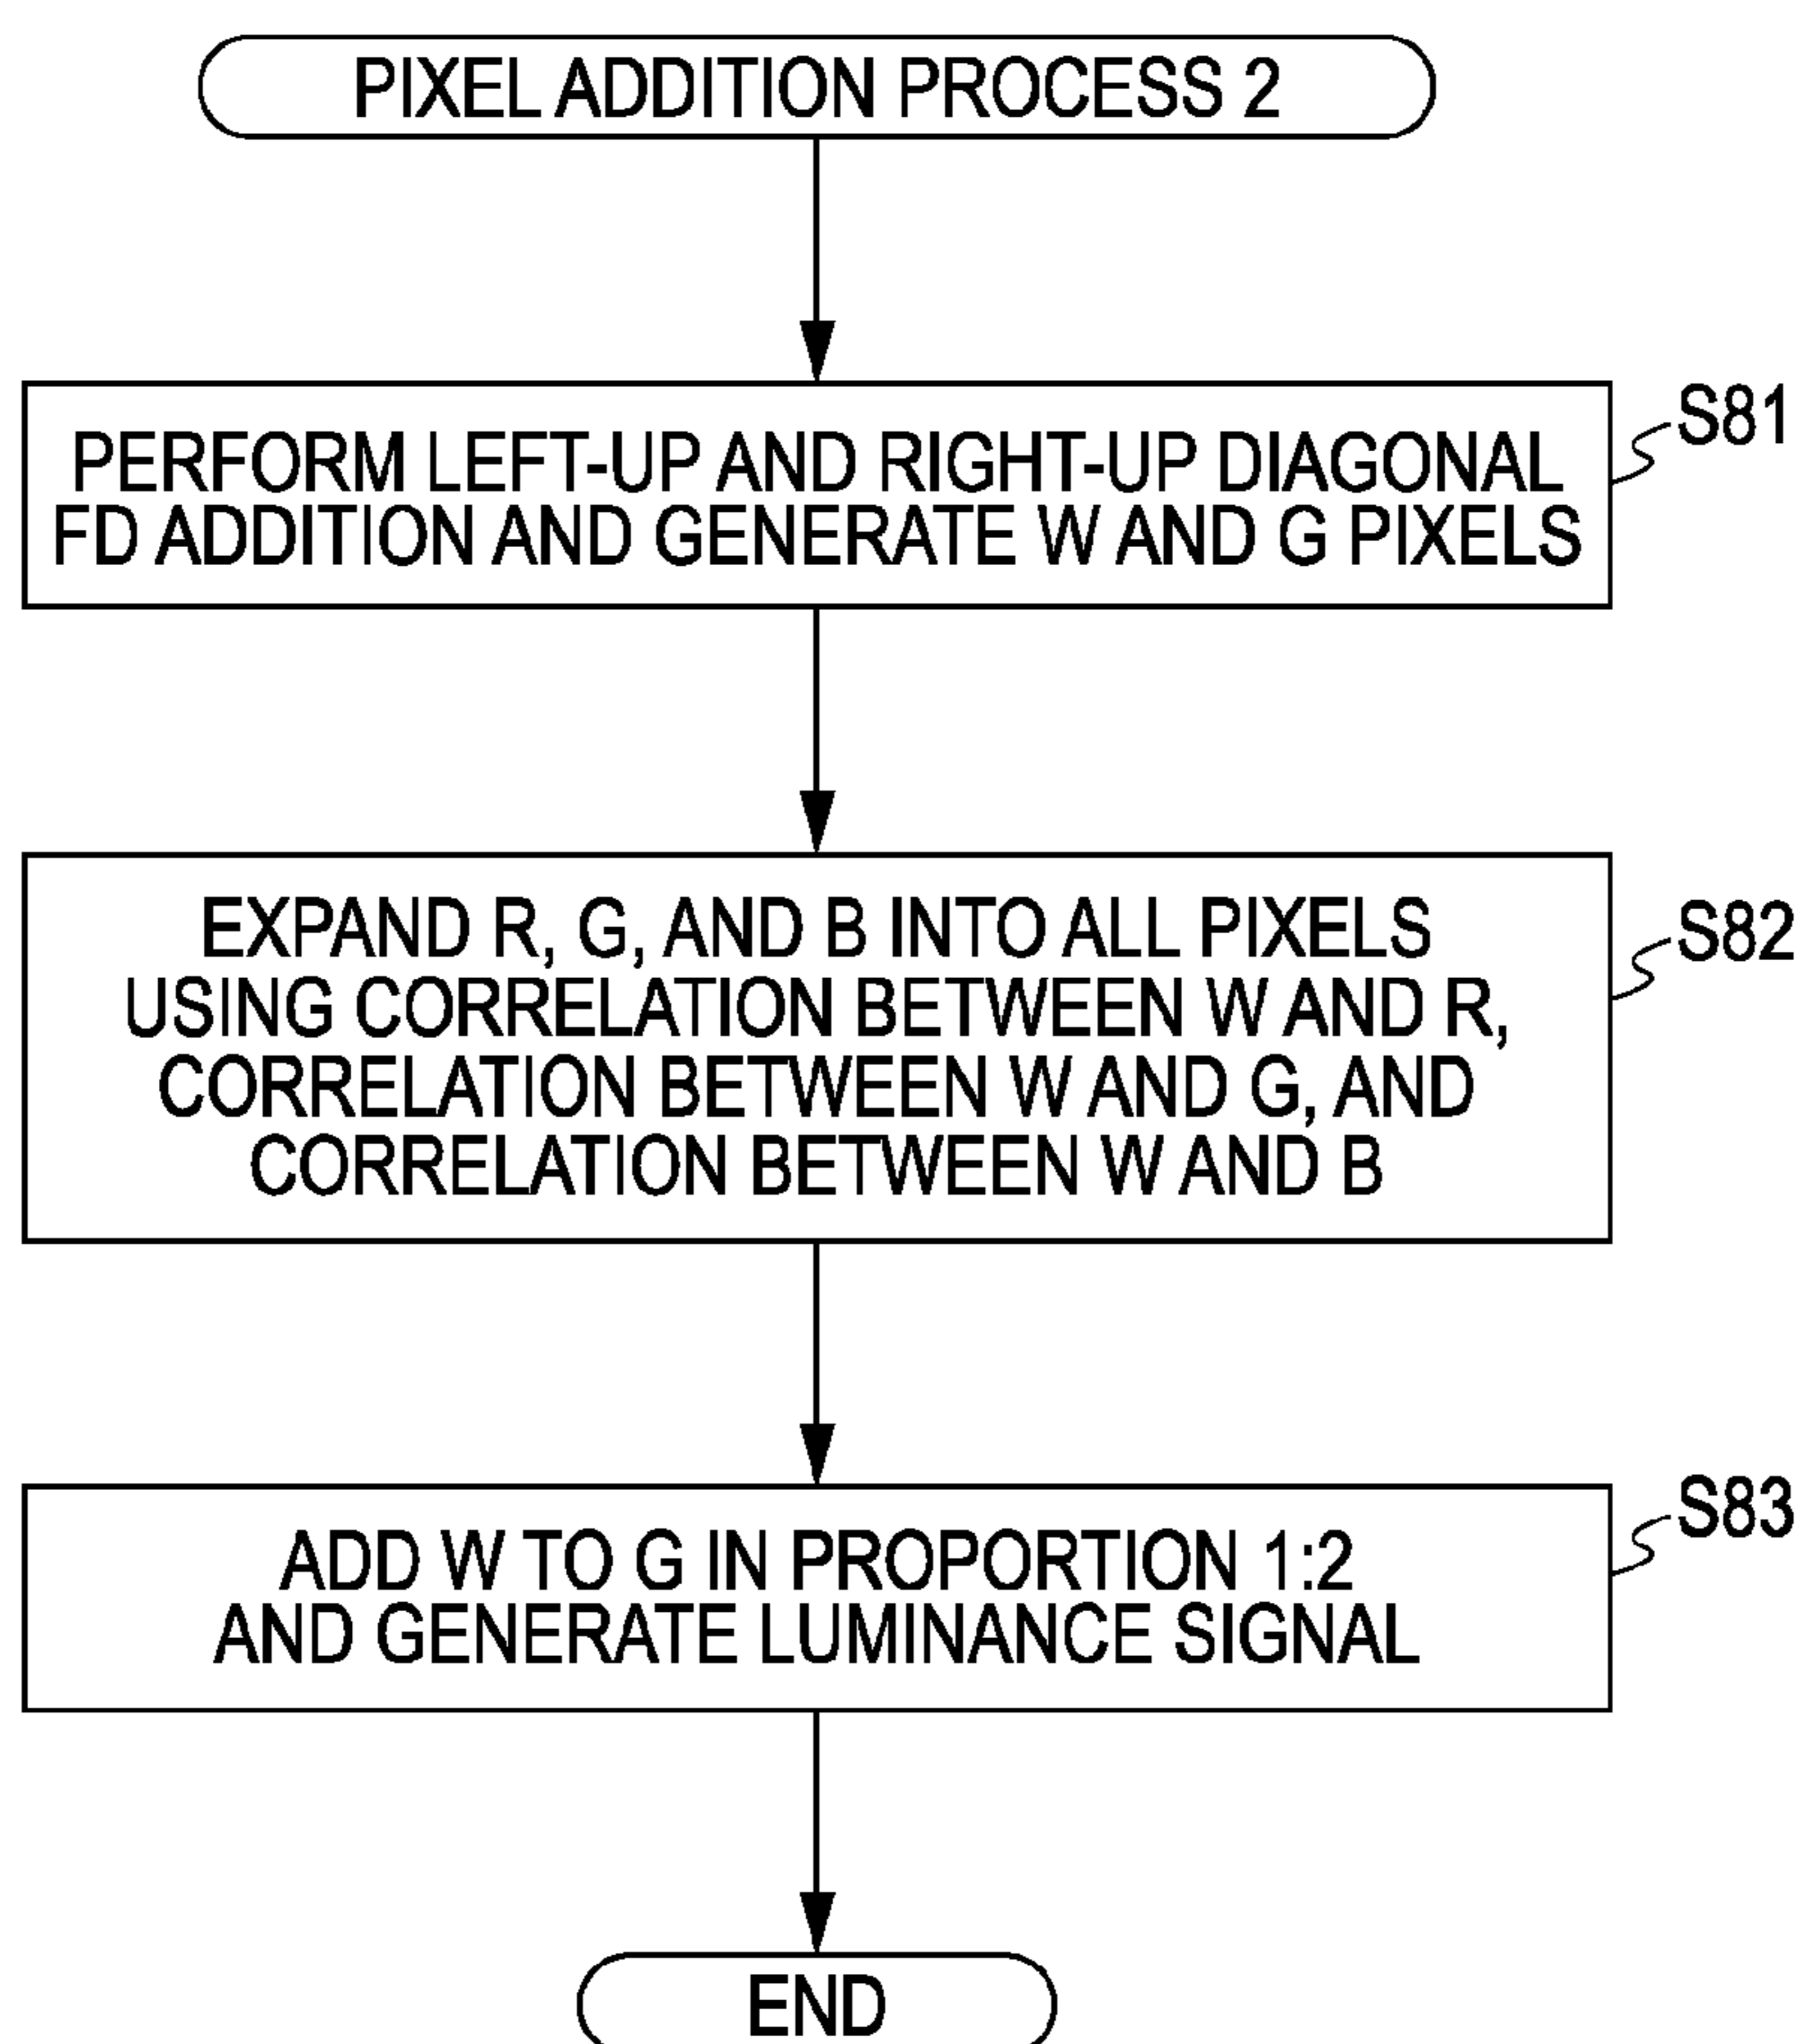 PIXEL ADDITION PROCESS 2
PERFORM LEFT-UP AND RIGHT-UP DIAGONAL
FD ADDITION AND GENERATE W AND G PIXELS
S81
EXPAND R, G, AND B INTO ALL PIXELS
USING CORRELATION BETWEEN W AND R,
CORRELATION BETWEEN W AND G, AND
CORRELATION BETWEEN W AND B
S82
ADD W TO G IN PROPORTION 1:2
AND GENERATE LUMINANCE SIGNAL
S83
END